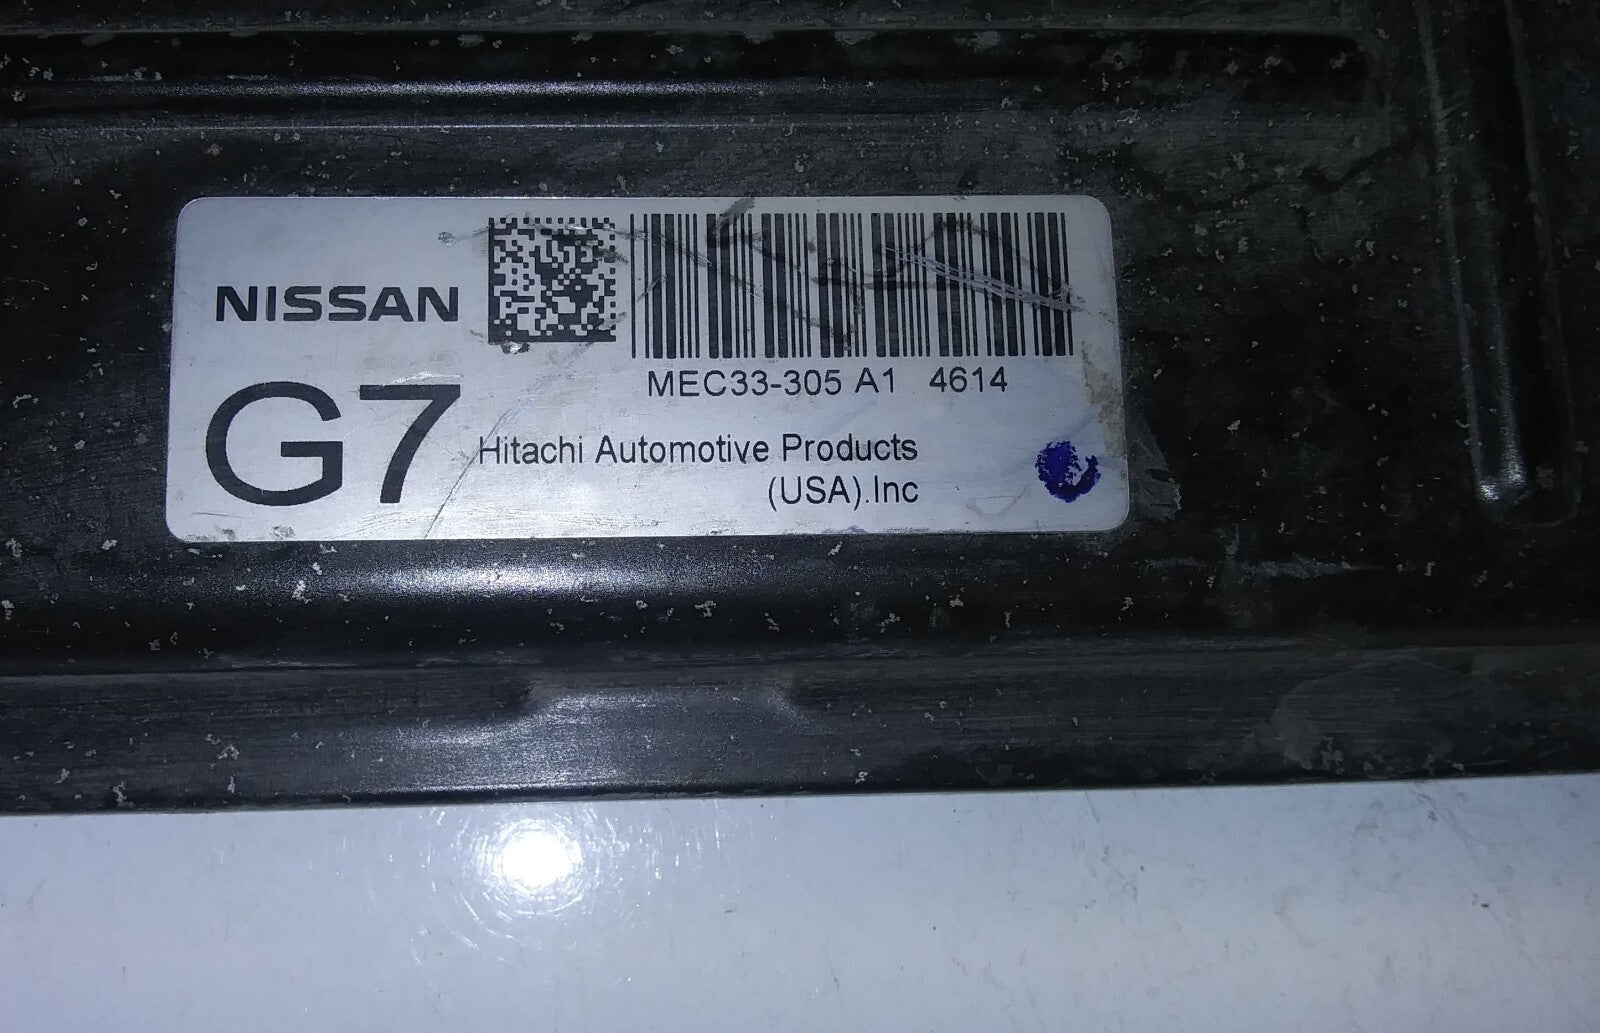 NISSAN
MEC33-305 A1 4614
G7
Hitachi Automotive Products
(USA).Inc